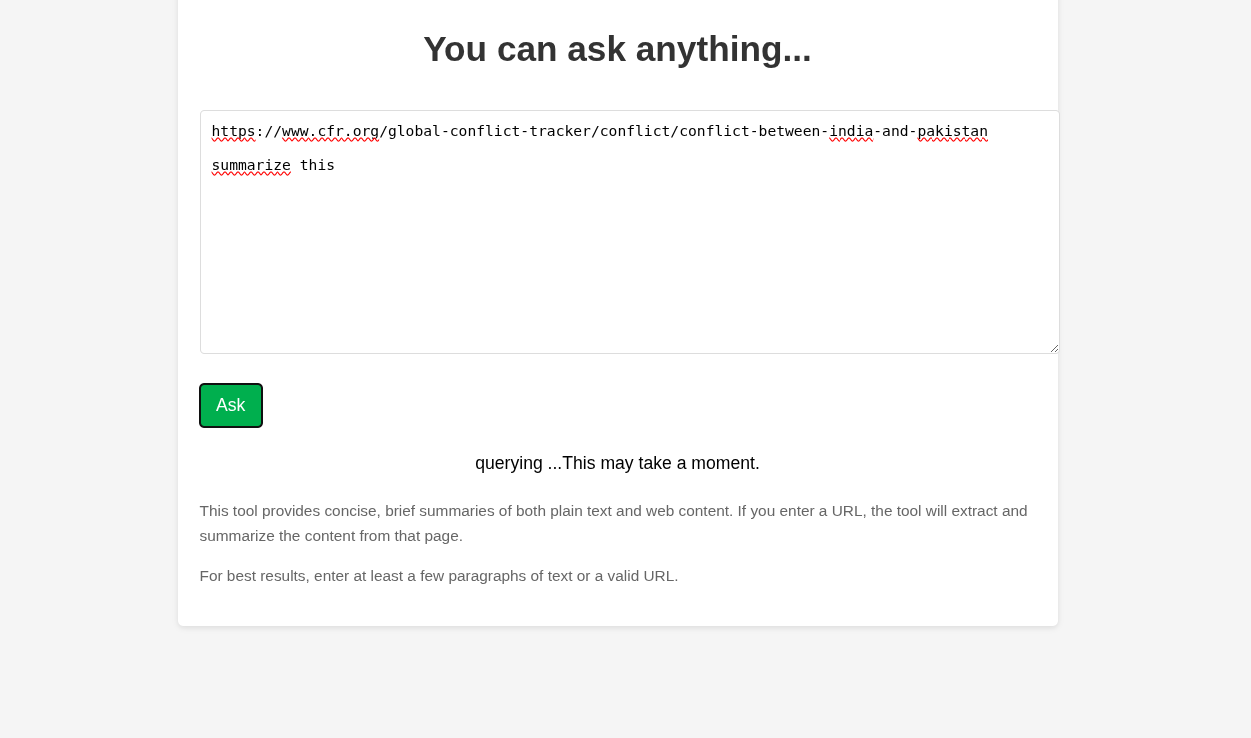 You can ask anything...
https://www.cfr.org/global-conflict-tracker/conflict/conflict-between-india-and-pakistan
summarize this
Ask
querying ...This may take a moment.
This tool provides concise, brief summaries of both plain text and web content. If you enter a URL, the tool will extract and
summarize the content from that page.
For best results, enter at least a few paragraphs of text or a valid URL.